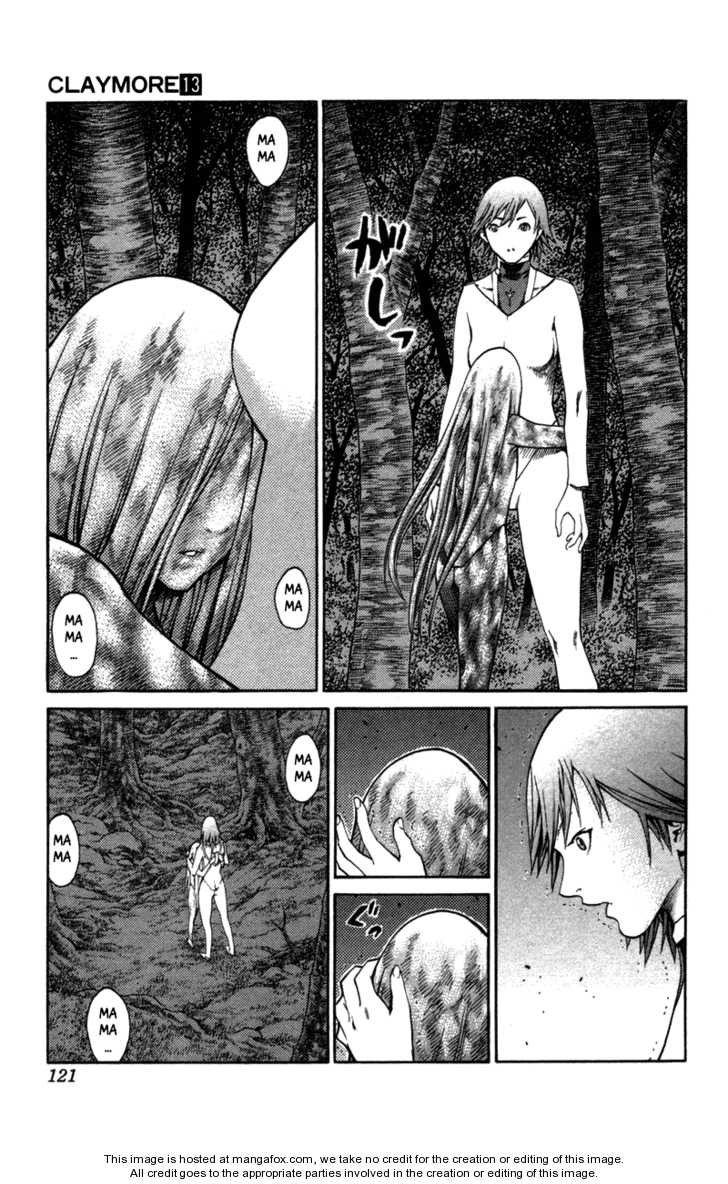 CLAYMORE 13
がしっ
MA
MA
MA
MA
MA
MA
...
ぐっ
MA
MA
MA
MA
MA
MA
...
121
This image is hosted at mangafox.com, we take no credit for the creation or editing of this image.
All credit goes to the appropriate parties involved in the creation or editing of this image.